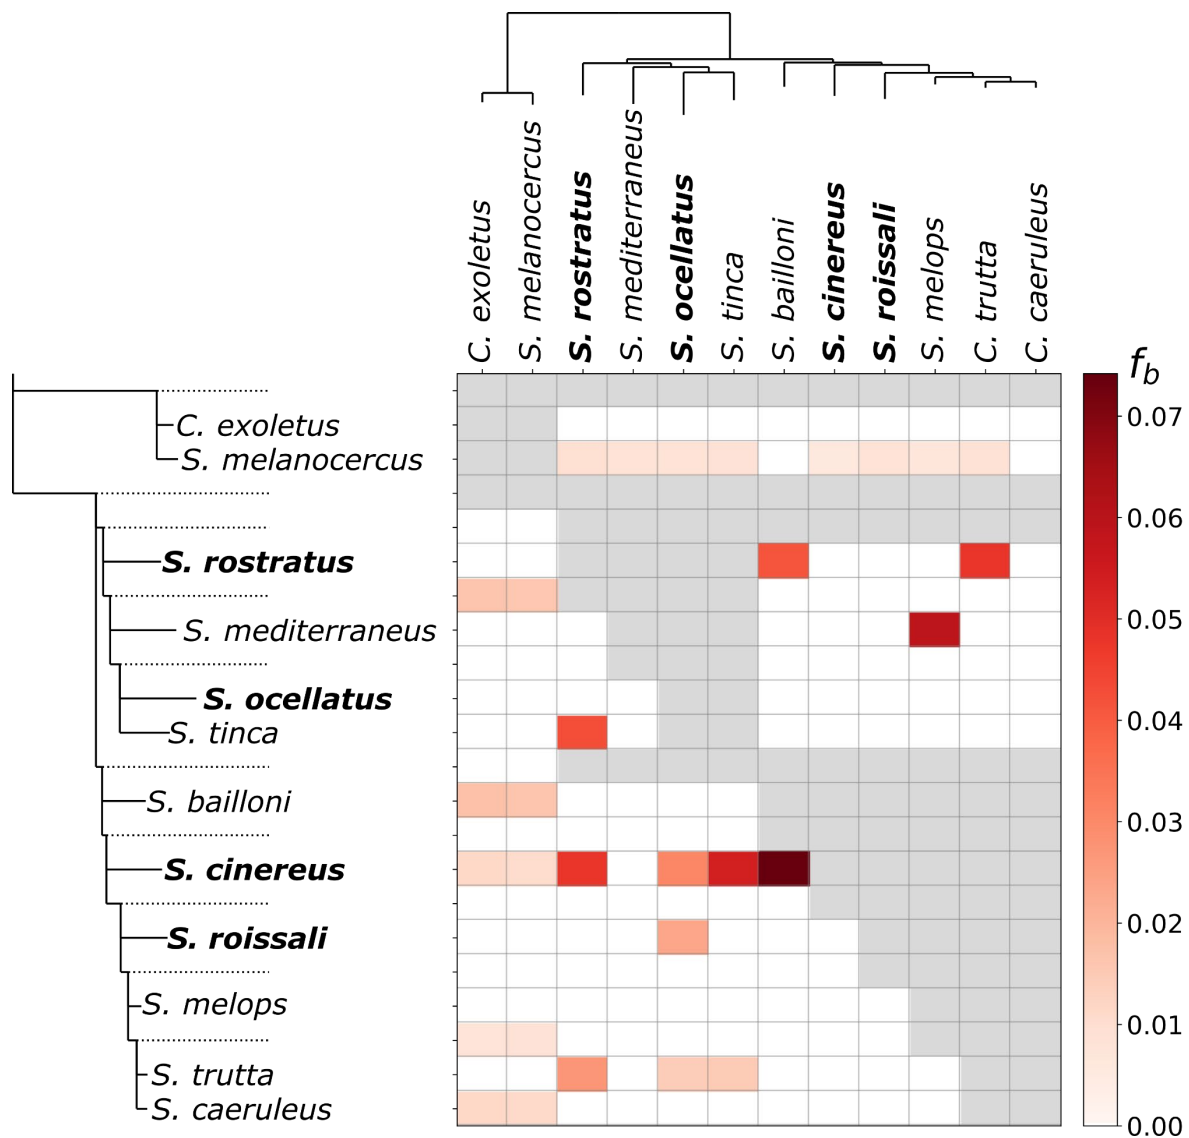 C. exoletus
S. melanocercus
S. rostratus
S. mediterraneus
S. ocellatus
S. tinca
S. bailloni
S. cinereus
S. roissali
S. melops
C. trutta
C. caeruleus
fb
0.07
0.06
0.05
0.04
0.03
0.02
0.01
0.00
C. exoletus
S. melanocercus
S. rostratus
S. mediterraneus
S. ocellatus
S. tinca
S. bailloni
S. cinereus
S. roissali
S. melops
S. trutta
S. caeruleus